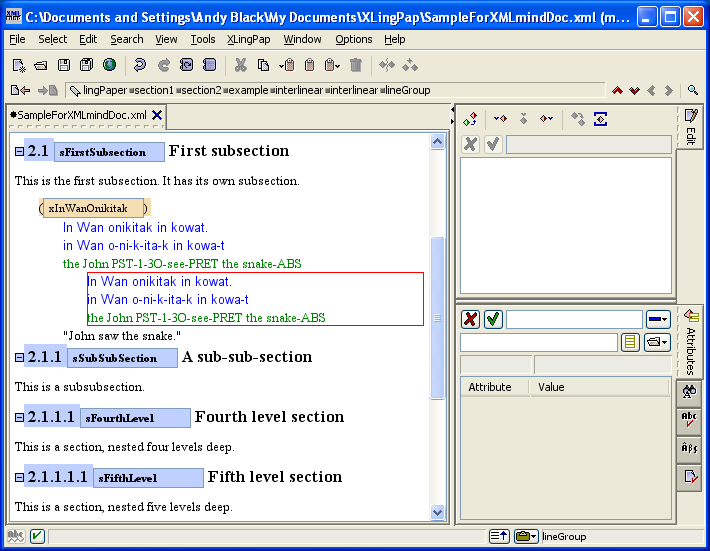 C:\Documents and Settings\Andy Black\My Documents\XLingPap\SampleForXMLmindDoc.xml (m...
File Select Edit Search View Tools XLingPap Window Options Help
lingPaper section1 section2 example interlinear interlinear lineGroup
SampleForXMLmindDoc.xml
Edit
2.1 sFirstSubsection First subsection
This is the first subsection. It has its own subsection.
( xInWanOnikitak )
In Wan onikitak in kowat.
in Wan o-ni-k-ita-k in kowa-t
the John PST-1-3O-see-PRET the snake-ABS
In Wan onikitak in kowat.
in Wan o-ni-k-ita-k in kowa-t
the John PST-1-3O-see-PRET the snake-ABS
"John saw the snake."
2.1.1 sSubSubSection A sub-sub-section
This is a subsubsection.
2.1.1.1 sFourthLevel Fourth level section
This is a section, nested four levels deep.
2.1.1.1.1 sFifthLevel Fifth level section
This is a section, nested five levels deep.
Attributes
Attribute Value
Abc
abc
lineGroup